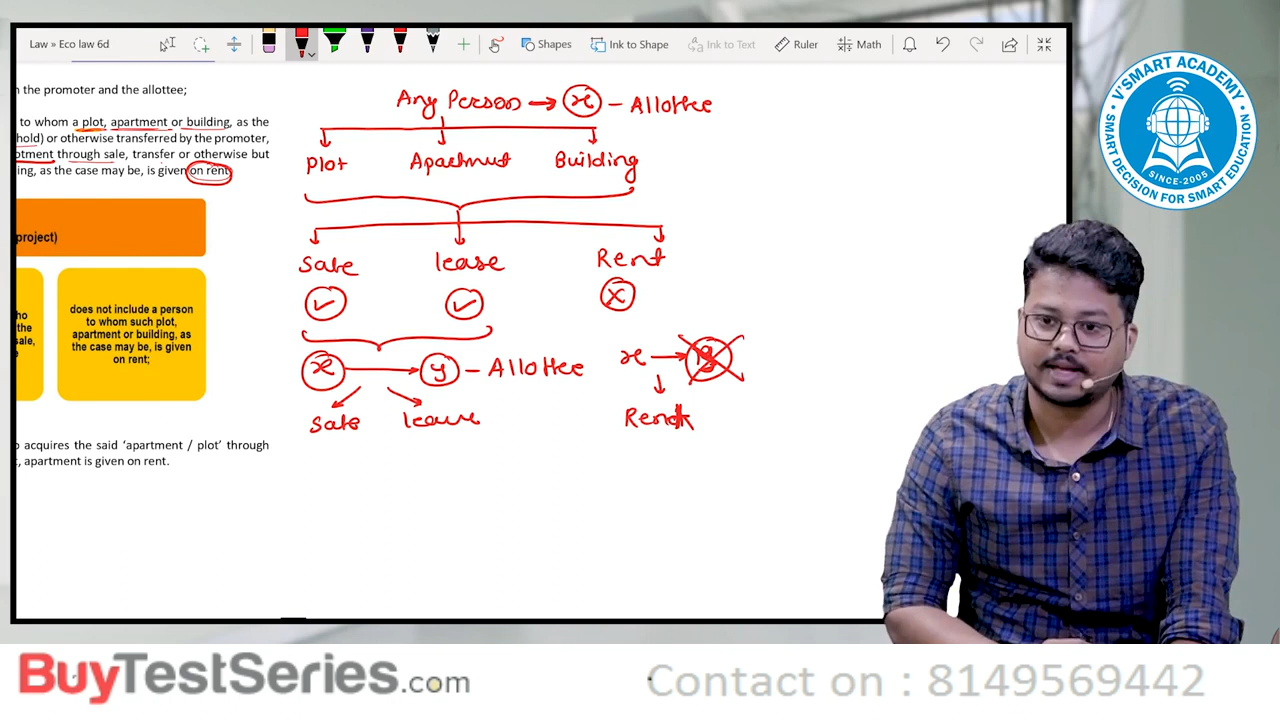 Law » Eco law 6d
Shapes
Ink to Shape
Ink to Text
Ruler
Math
the promoter and the allottee;
to whom a plot, apartment or building, as the
hold) or otherwise transferred by the promoter,
otment through sale, transfer or otherwise but
ing, as the case may be, is given on rent
project)
ho
the
sale,
e
does not include a person
to whom such plot,
apartment or building, as
the case may be, is given
on rent;
acquires the said 'apartment / plot' through
, apartment is given on rent.
Any Person → x - Allottee
Plot Apartmut Building
Sale lease Rent
x → y - Allottee
x → y
Sale lease
Rent
V'SMART ACADEMY
SINCE-2005
SMART DECISION FOR SMART EDUCATION
BuyTestSeries.com
Contact on : 8149569442